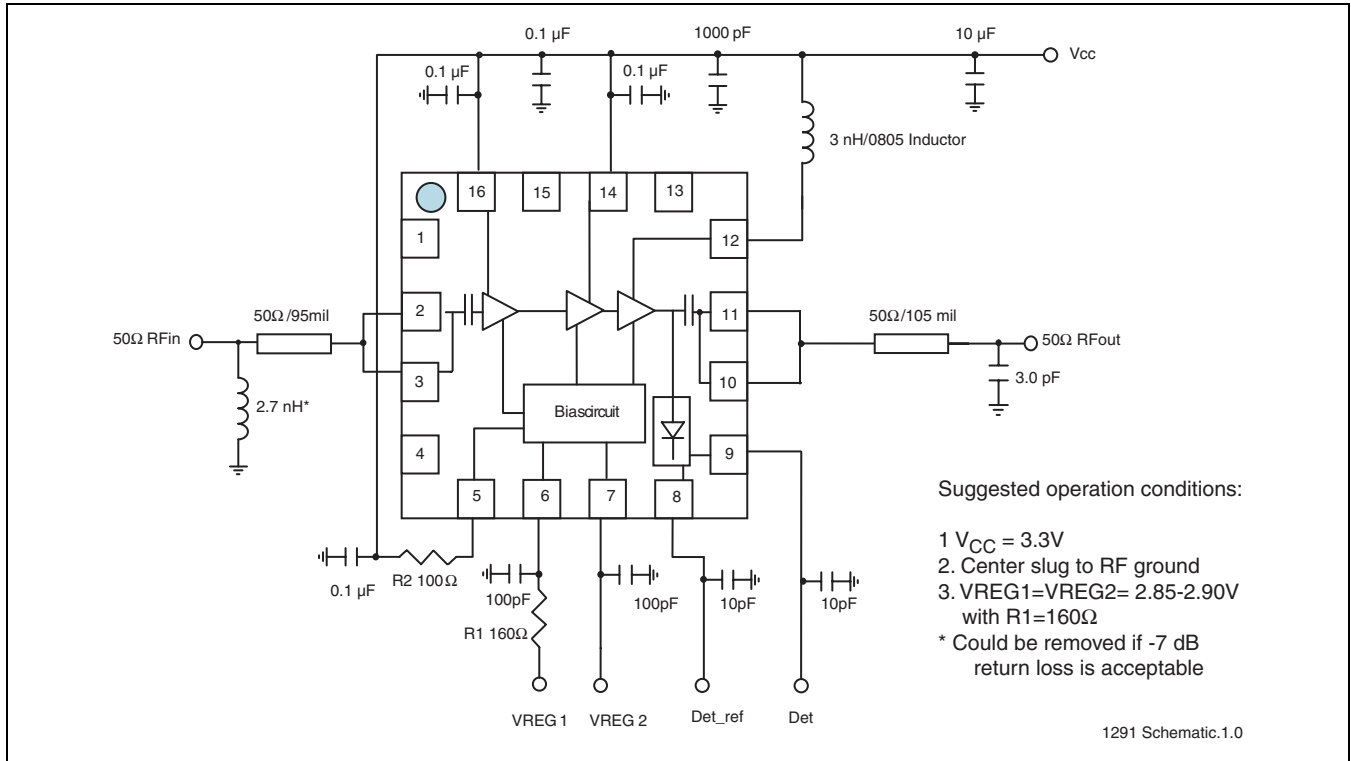 0.1 µF
1000 pF
10 µF
Vcc
0.1 µF
0.1 µF
3 nH/0805 Inductor
16
15
14
13
1
12
2
11
50Ω/95mil
50Ω/105 mil
50Ω RFin
50Ω RFout
3
10
3.0 pF
2.7 nH*
Biascircuit
4
9
5
6
7
8
0.1 µF
R2 100Ω
100pF
100pF
10pF
10pF
R1 160Ω
VREG 1
VREG 2
Det_ref
Det
Suggested operation conditions:
1 VCC = 3.3V
2. Center slug to RF ground
3. VREG1=VREG2= 2.85-2.90V
with R1=160Ω
* Could be removed if -7 dB
return loss is acceptable
1291 Schematic.1.0